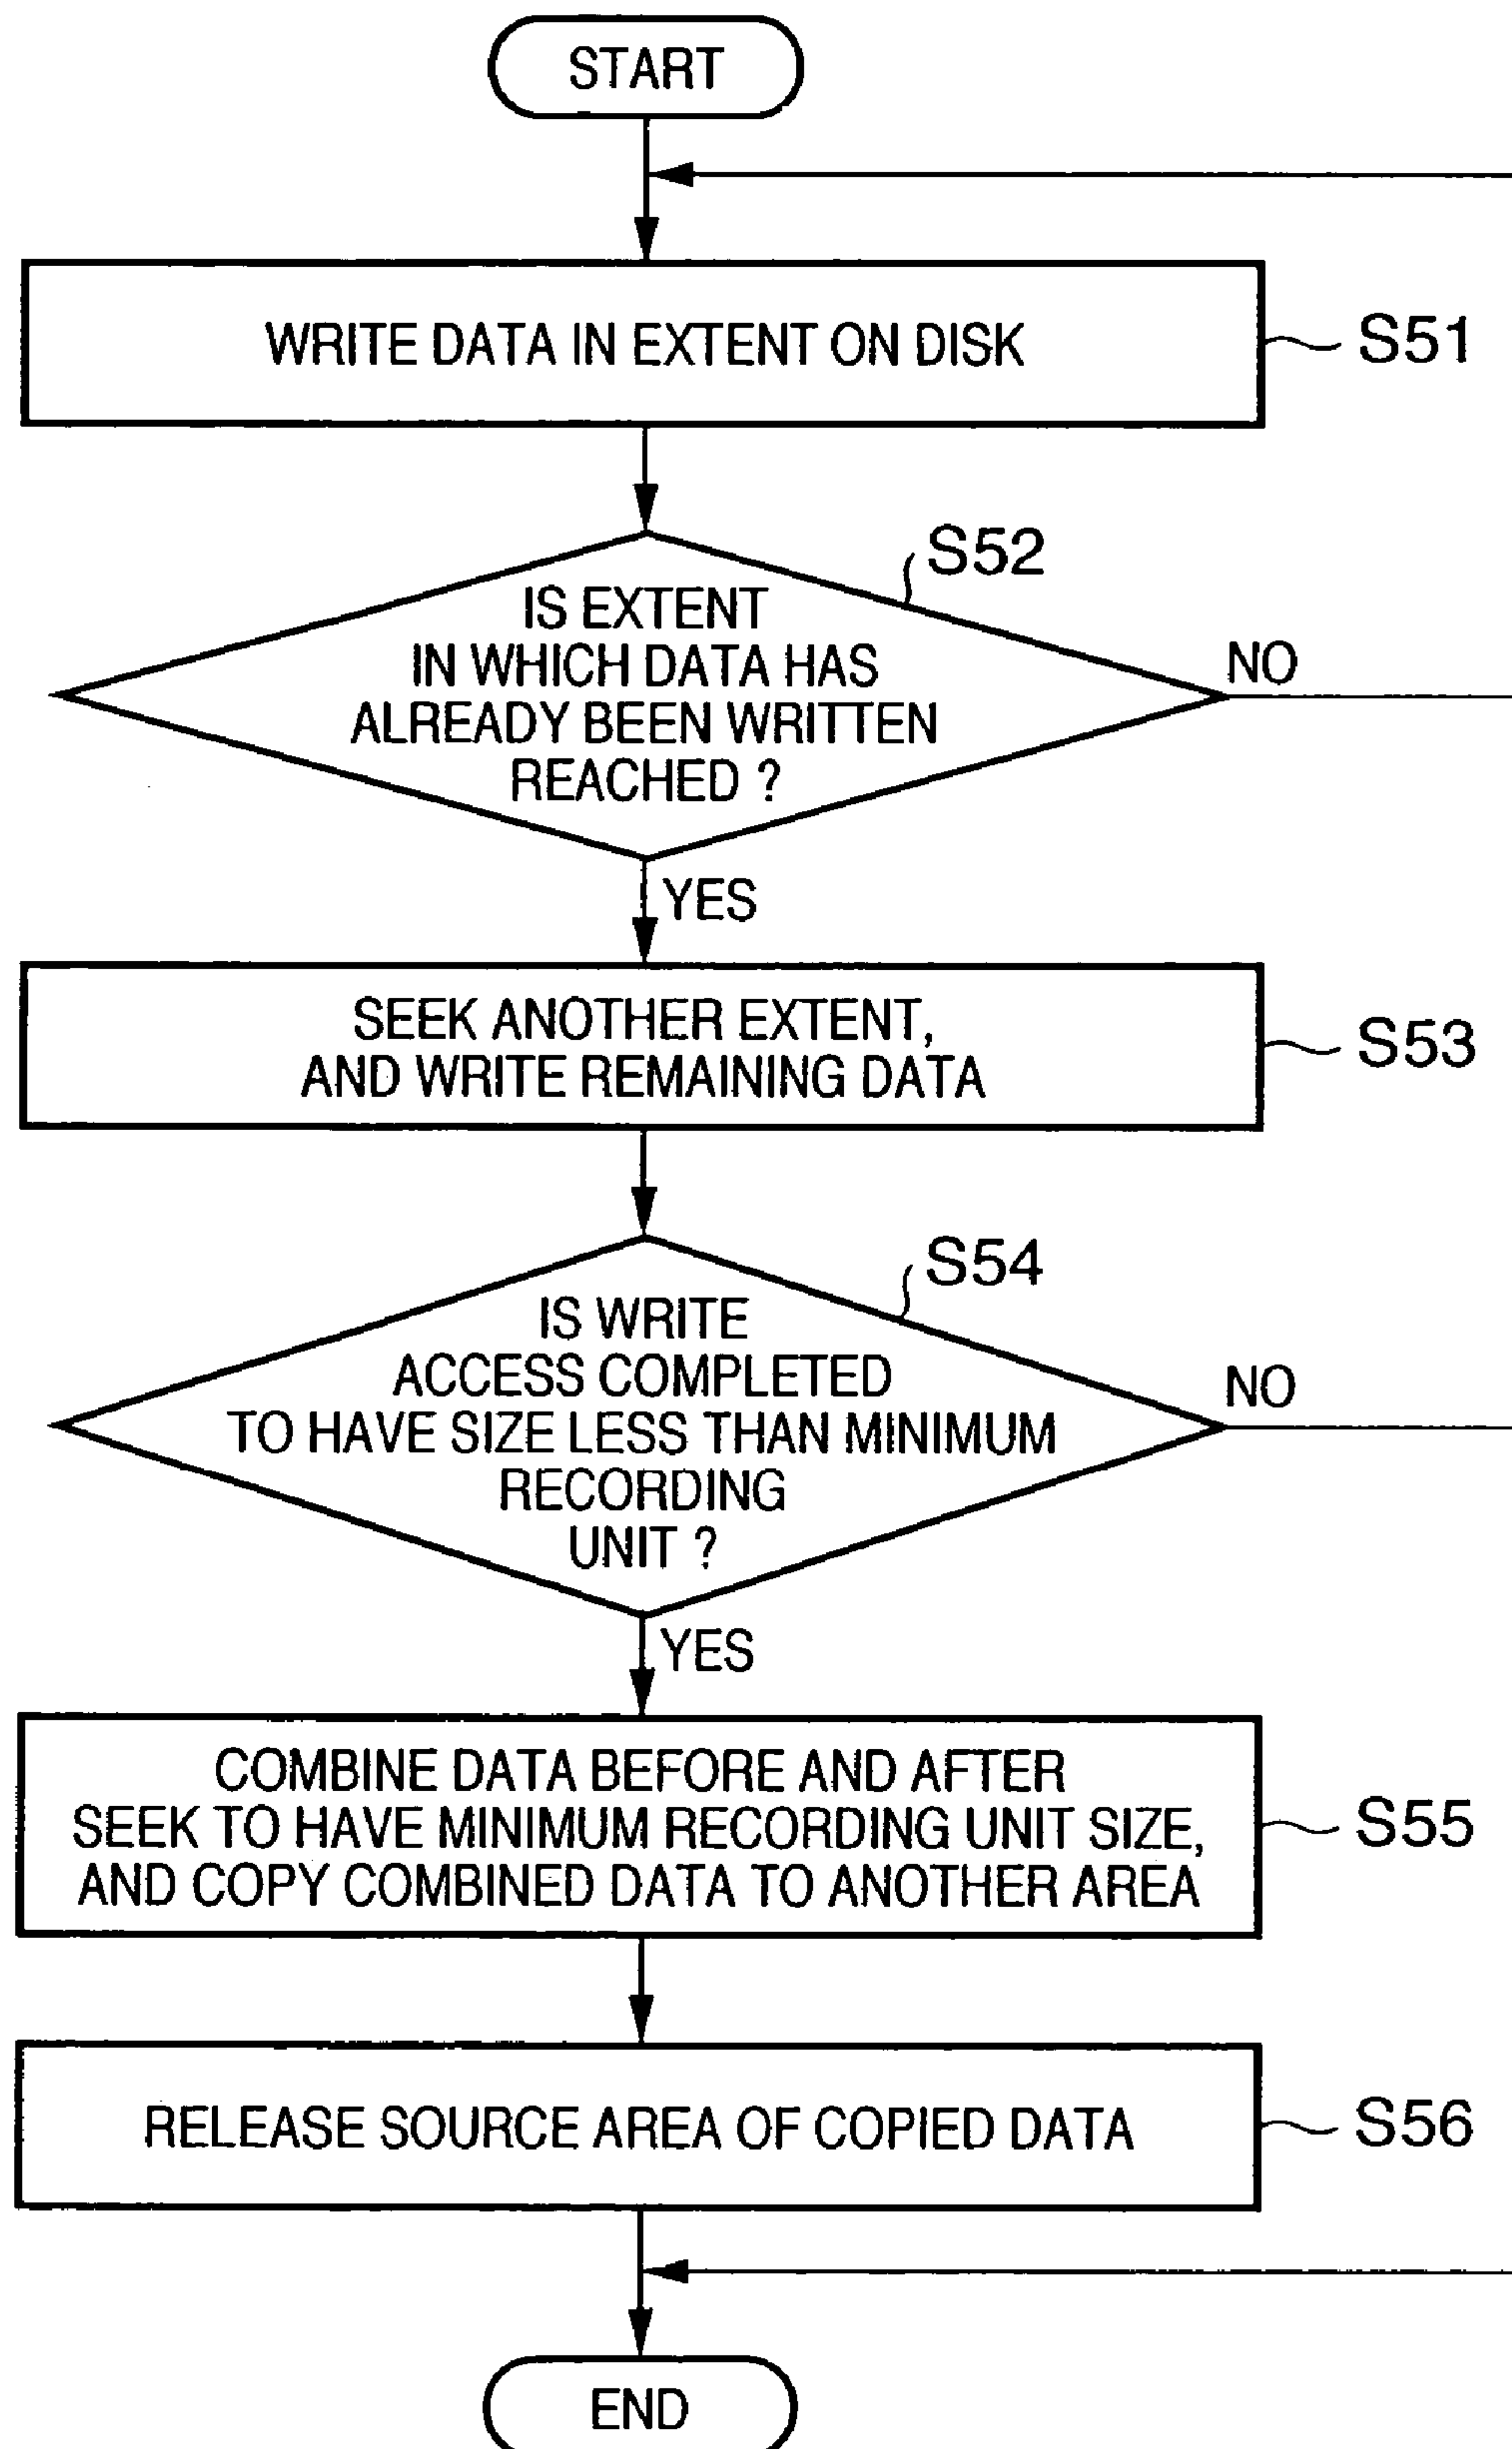 START
WRITE DATA IN EXTENT ON DISK
S51
S52
IS EXTENT
IN WHICH DATA HAS
ALREADY BEEN WRITTEN
REACHED ?
NO
YES
SEEK ANOTHER EXTENT,
AND WRITE REMAINING DATA
S53
S54
IS WRITE
ACCESS COMPLETED
TO HAVE SIZE LESS THAN MINIMUM
RECORDING
UNIT ?
NO
YES
COMBINE DATA BEFORE AND AFTER
SEEK TO HAVE MINIMUM RECORDING UNIT SIZE,
AND COPY COMBINED DATA TO ANOTHER AREA
S55
RELEASE SOURCE AREA OF COPIED DATA
S56
END